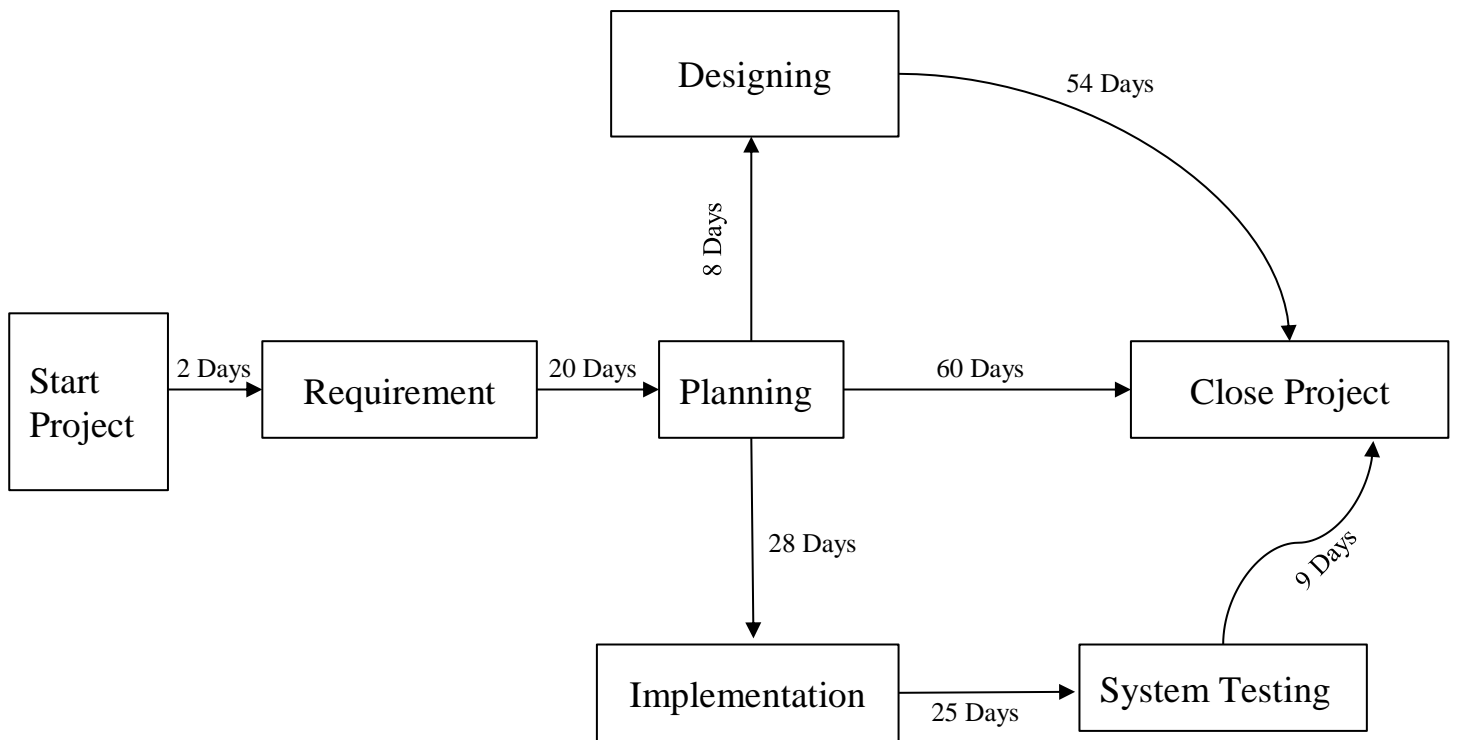 Designing
54 Days
8 Days
Start
Project
2 Days
Requirement
20 Days
Planning
60 Days
Close Project
28 Days
9 Days
Implementation
25 Days
System Testing